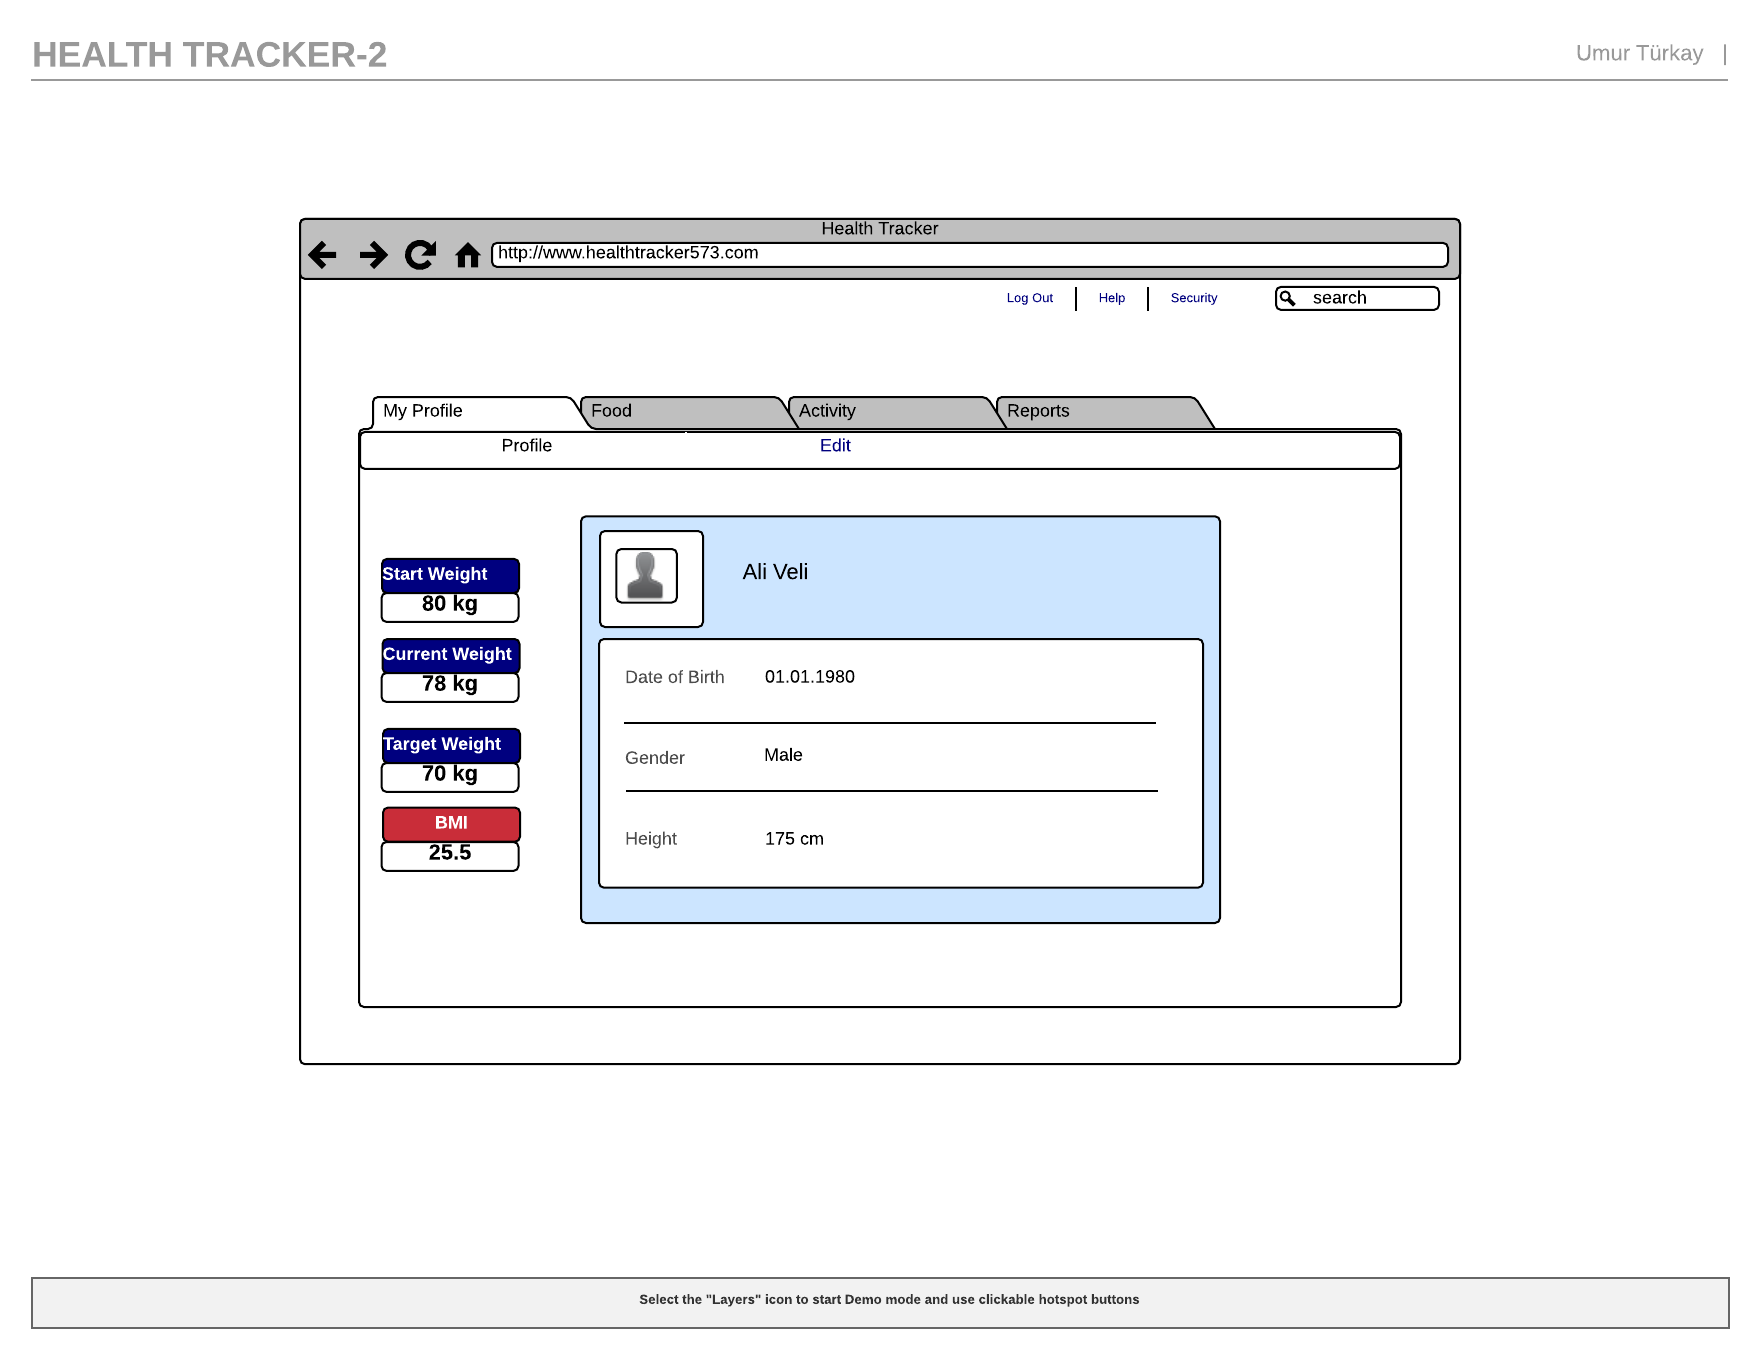 HEALTH TRACKER-2
Umur Türkay |
Health Tracker
http://www.healthtracker573.com
Log Out
Help
Security
search
My Profile
Food
Activity
Reports
Profile
Edit
Start Weight
80 kg
Current Weight
78 kg
Target Weight
70 kg
BMI
25.5
Ali Veli
Date of Birth 01.01.1980
Gender Male
Height 175 cm
Select the "Layers" icon to start Demo mode and use clickable hotspot buttons